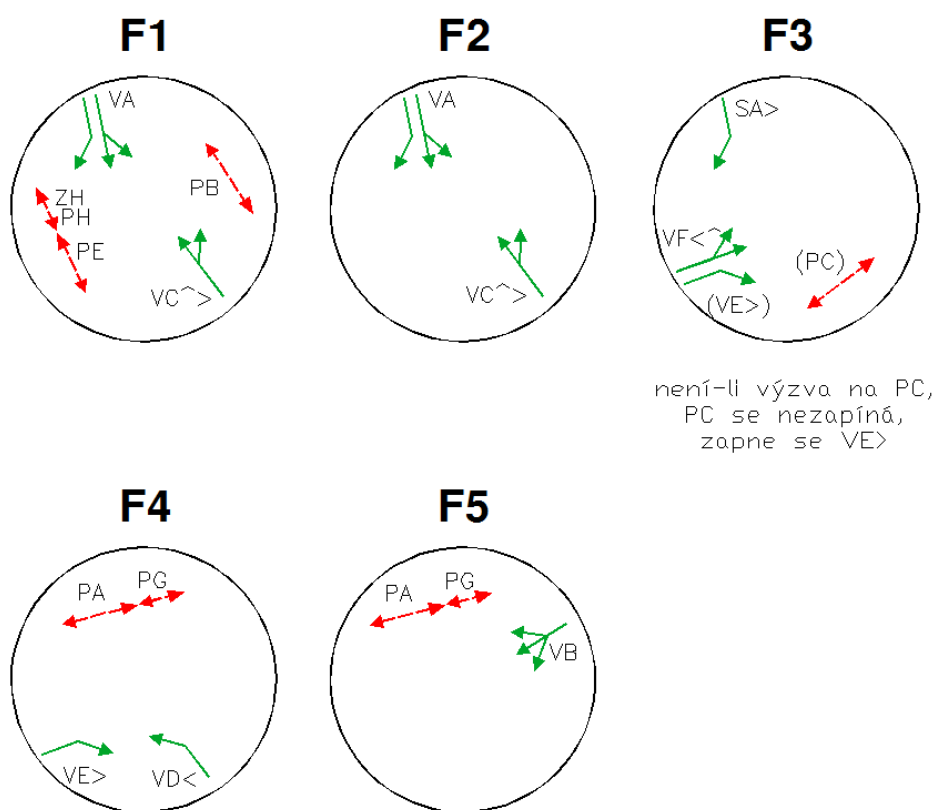 F1
F2
F3
VA
ZH
PH
PE
PB
VC^>
VA
VC^>
SA>
VF<^
(VE>)
(PC)
není-li výzva na PC,
PC se nezapíná,
zapne se VE>
F4
F5
PA
PG
VE>
VD<
PA
PG
VB